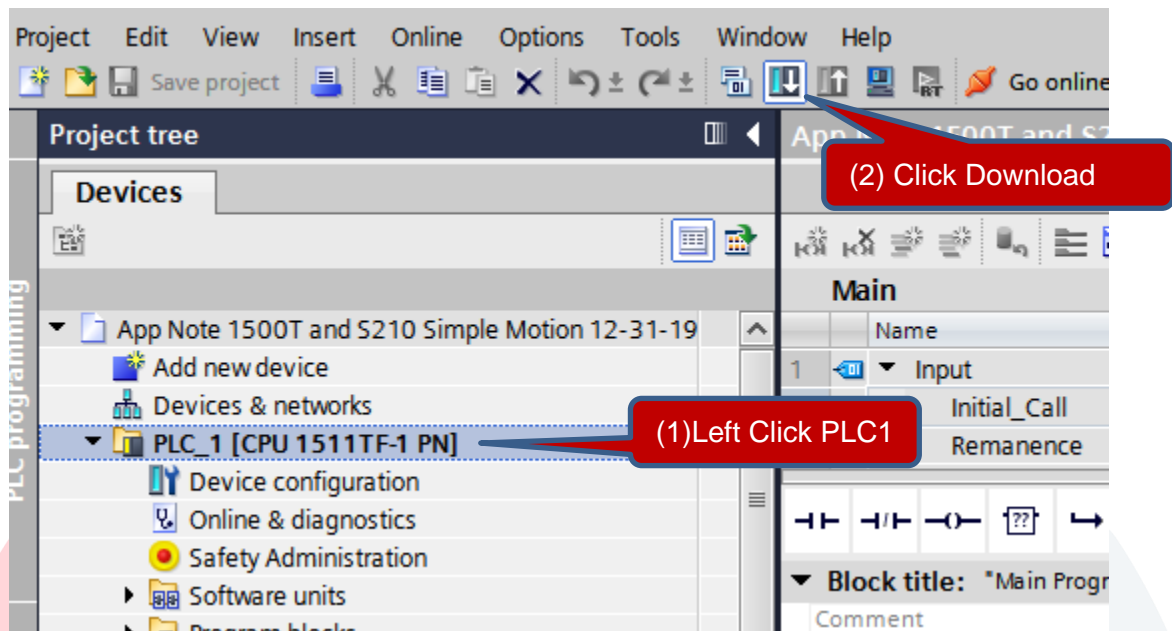 Project Edit View Insert Online Options Tools Window Help
Save project RT Go online
Project tree
(2) Click Download
Devices
Main
Name
App Note 1500T and S210 Simple Motion 12-31-19
Add new device
1 Input
Devices & networks
Initial_Call
(1)Left Click PLC1
PLC_1 [CPU 1511TF-1 PN]
Remanence
Device configuration
Online & diagnostics
??
Safety Administration
Block title: "Main Progr
Software units
Comment
Program blocks
PLC programming